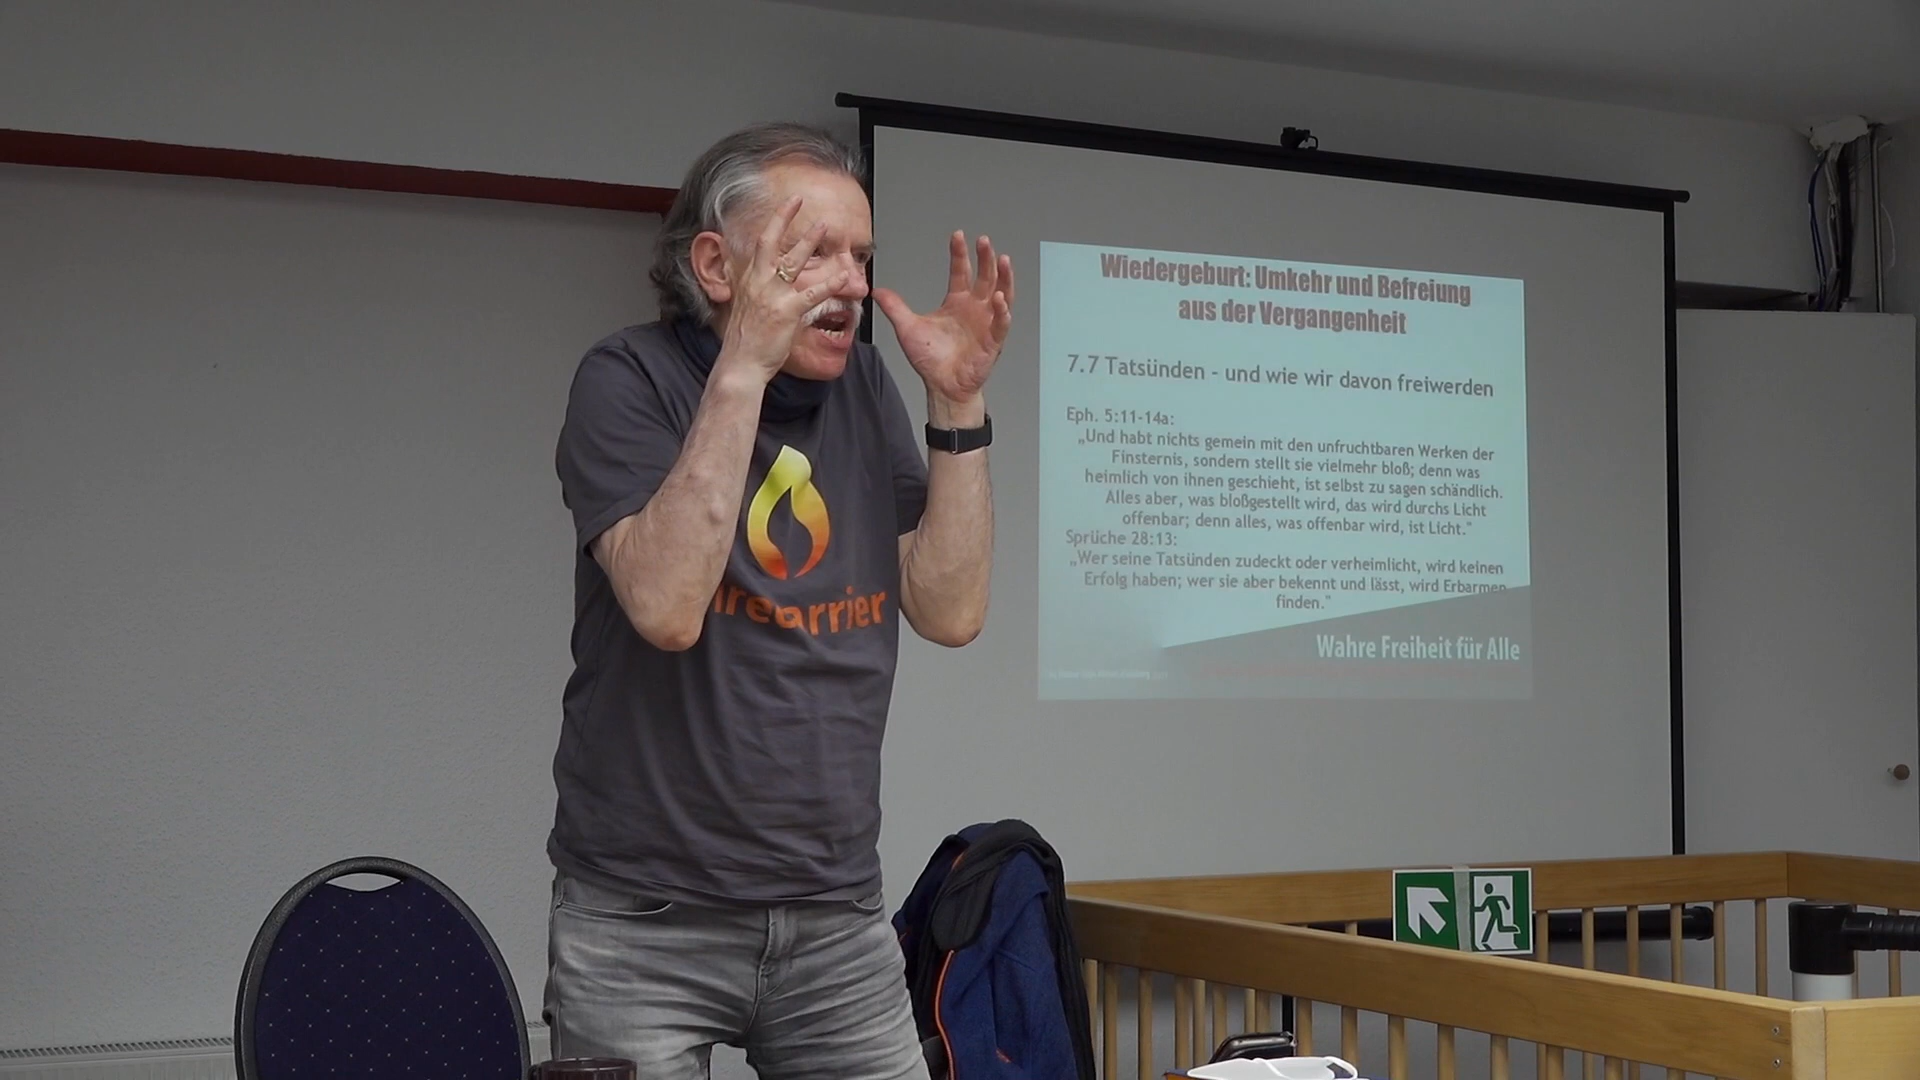 Wiedergeburt: Umkehr und Befreiung
aus der Vergangenheit
7.7 Tatsünden - und wie wir davon freiwerden
Eph. 5:11-14a:
„Und habt nichts gemein mit den unfruchtbaren Werken der
Finsternis, sondern stellt sie vielmehr bloß; denn was
heimlich von ihnen geschieht, ist selbst zu sagen schändlich.
Alles aber, was bloßgestellt wird, das wird durchs Licht
offenbar; denn alles, was offenbar wird, ist Licht."
Sprüche 28:13:
„Wer seine Tatsünden zudeckt oder verheimlicht, wird keinen
Erfolg haben; wer sie aber bekennt und lässt, wird Erbarmen
finden."
Wahre Freiheit für Alle